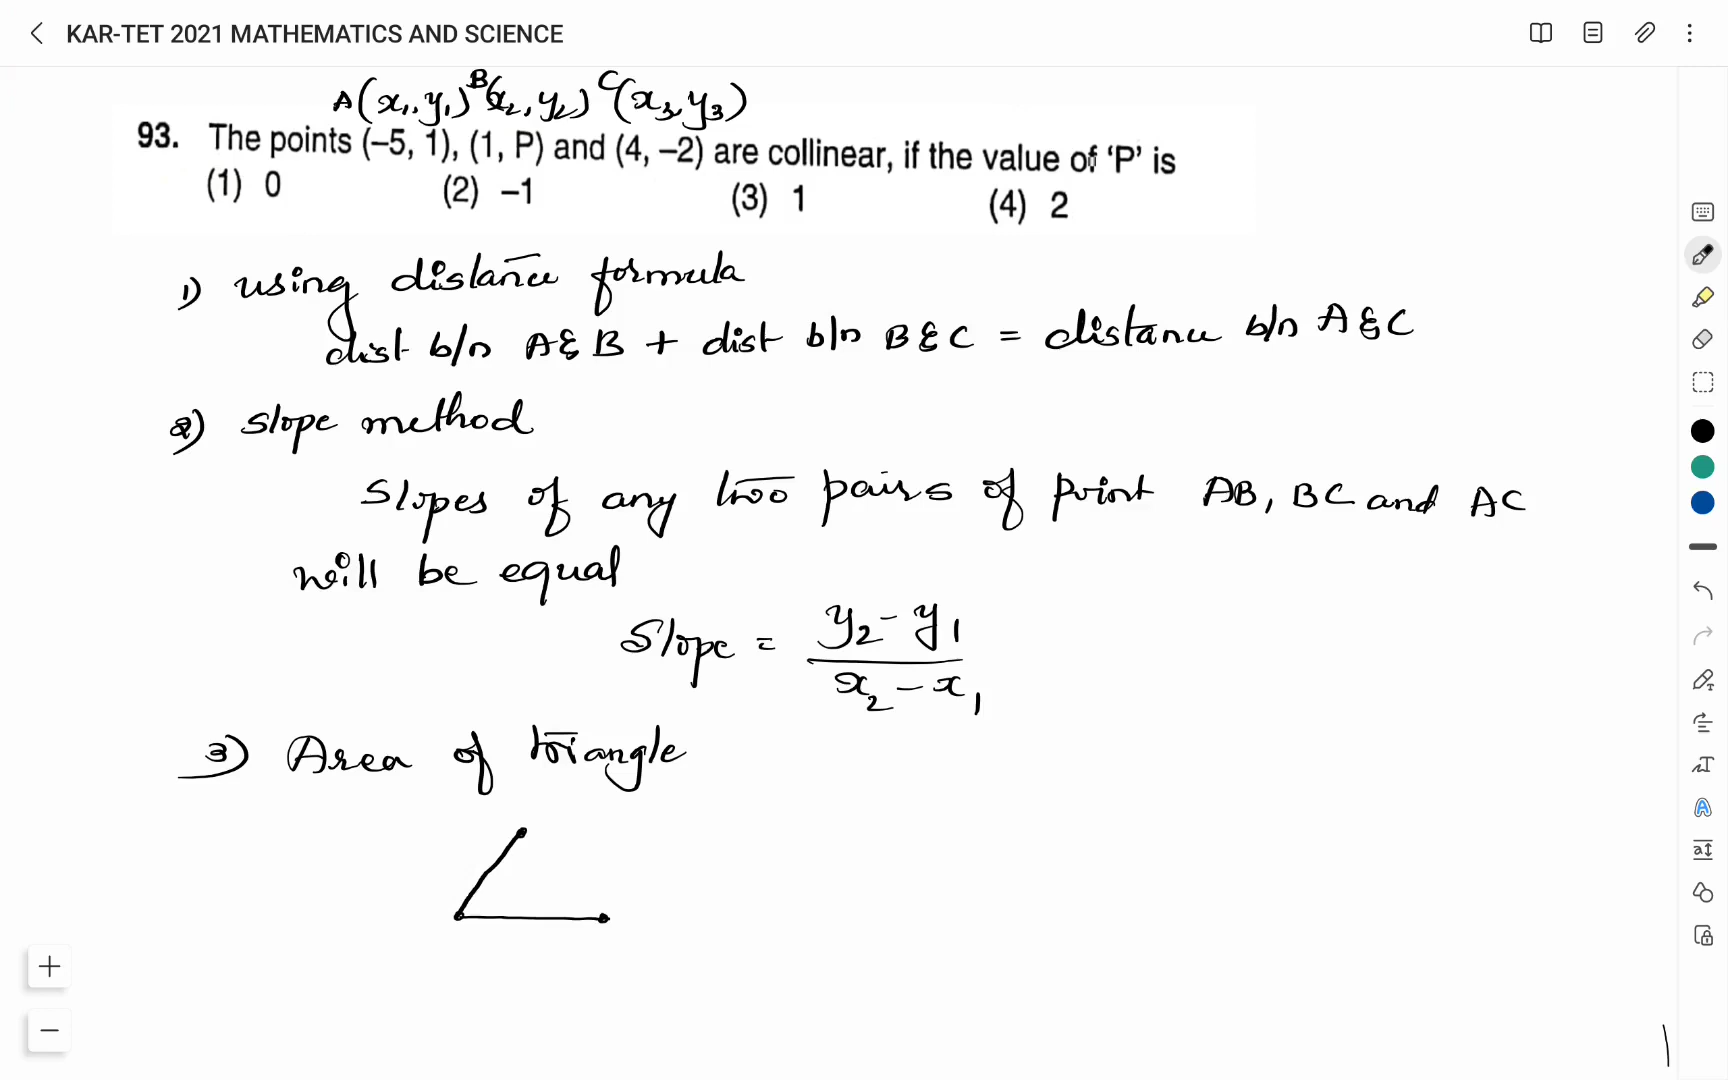 KAR-TET 2021 MATHEMATICS AND SCIENCE
A(x₁, y₁) B(x₂, y₂) C(x₃, y₃)
93. The points (–5, 1), (1, P) and (4, –2) are collinear, if the value of 'P' is
(1) 0 (2) –1 (3) 1 (4) 2
1) using distance formula
dist b/n A & B + dist b/n B & C = distance b/n A & C
2) slope method
Slopes of any two pairs of point AB, BC and AC
will be equal
Slope = y₂ – y₁ / x₂ – x₁
3) Area of triangle